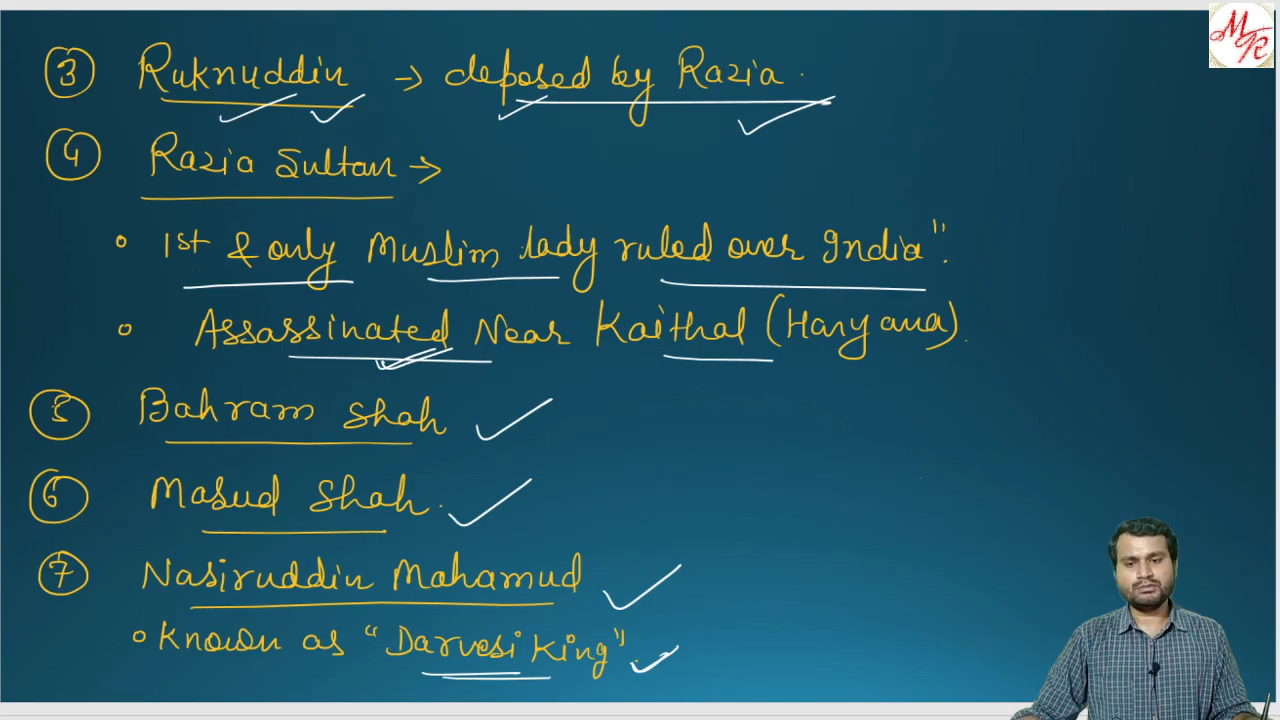 MR
③ Ruknuddin → deposed by Razia.
④ Razia Sultan →
• 1st & only Muslim lady ruled over India".
• Assassinated Near Kaithal (Haryana).
⑤ Bahram Shah
⑥ Masud Shah.
⑦ Nasiruddin Mahamud
• Known as "Darvesi King".